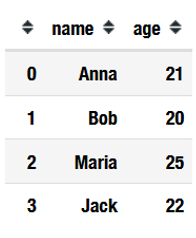 name age
0 Anna 21
1 Bob 20
2 Maria 25
3 Jack 22